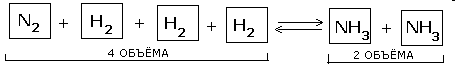 N₂ + H₂ + H₂ + H₂ ⇌ NH₃ + NH₃
4 ОБЪЁМА 2 ОБЪЁМА